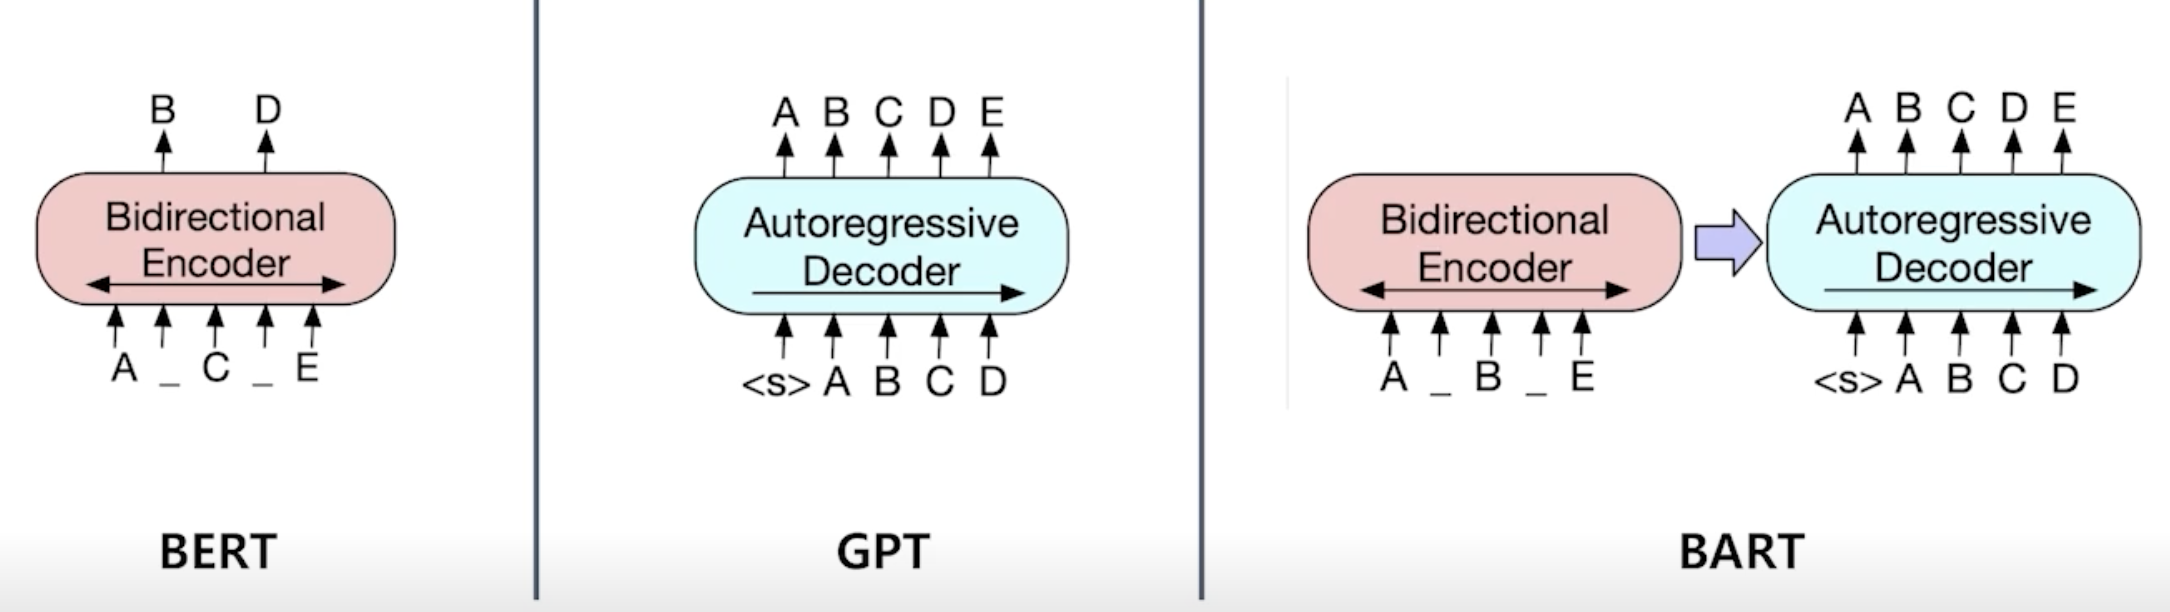 B D
Bidirectional
Encoder
A _ C _ E
BERT
A B C D E
Autoregressive
Decoder
<s> A B C D
GPT
Bidirectional
Encoder
A _ B _ E
A B C D E
Autoregressive
Decoder
<s> A B C D
BART